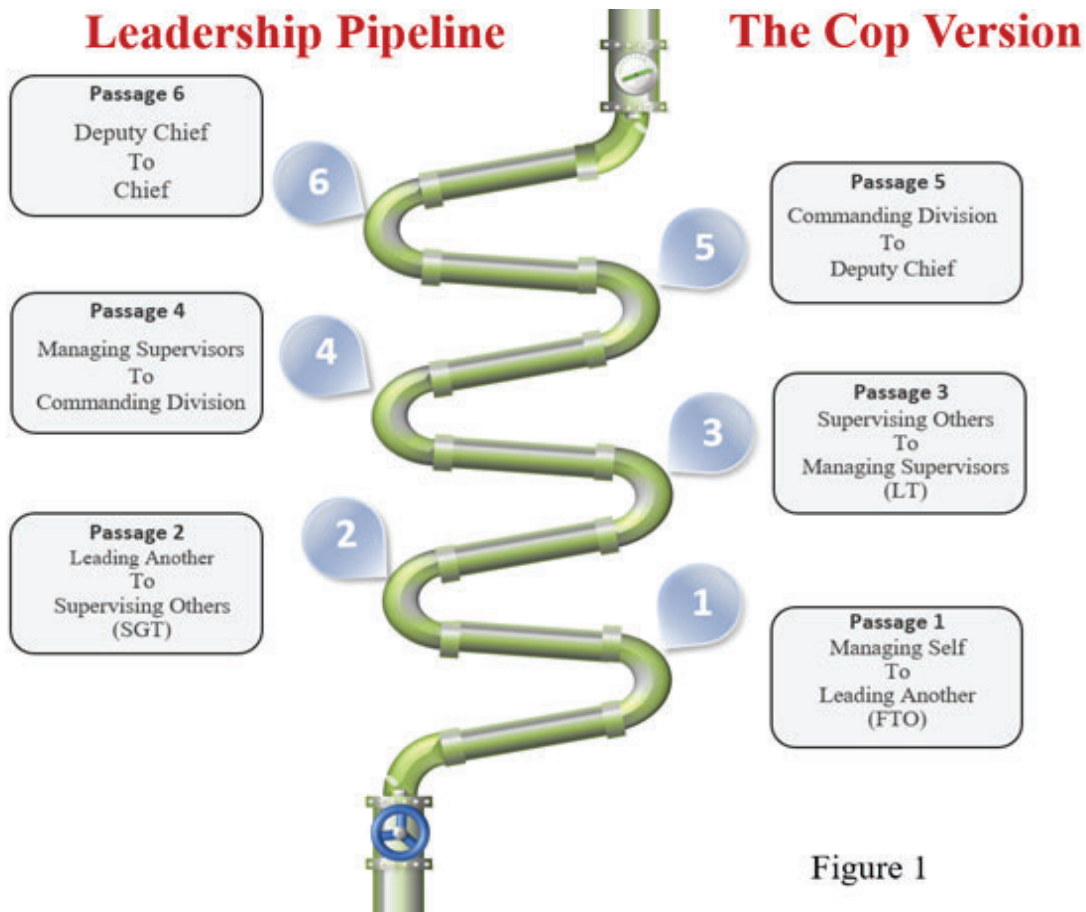 Leadership Pipeline
The Cop Version
Passage 6
Deputy Chief
To
Chief
6
Passage 5
Commanding Division
To
Deputy Chief
5
Passage 4
Managing Supervisors
To
Commanding Division
4
Passage 3
Supervising Others
To
Managing Supervisors
(LT)
3
Passage 2
Leading Another
To
Supervising Others
(SGT)
2
Passage 1
Managing Self
To
Leading Another
(FTO)
1
Figure 1